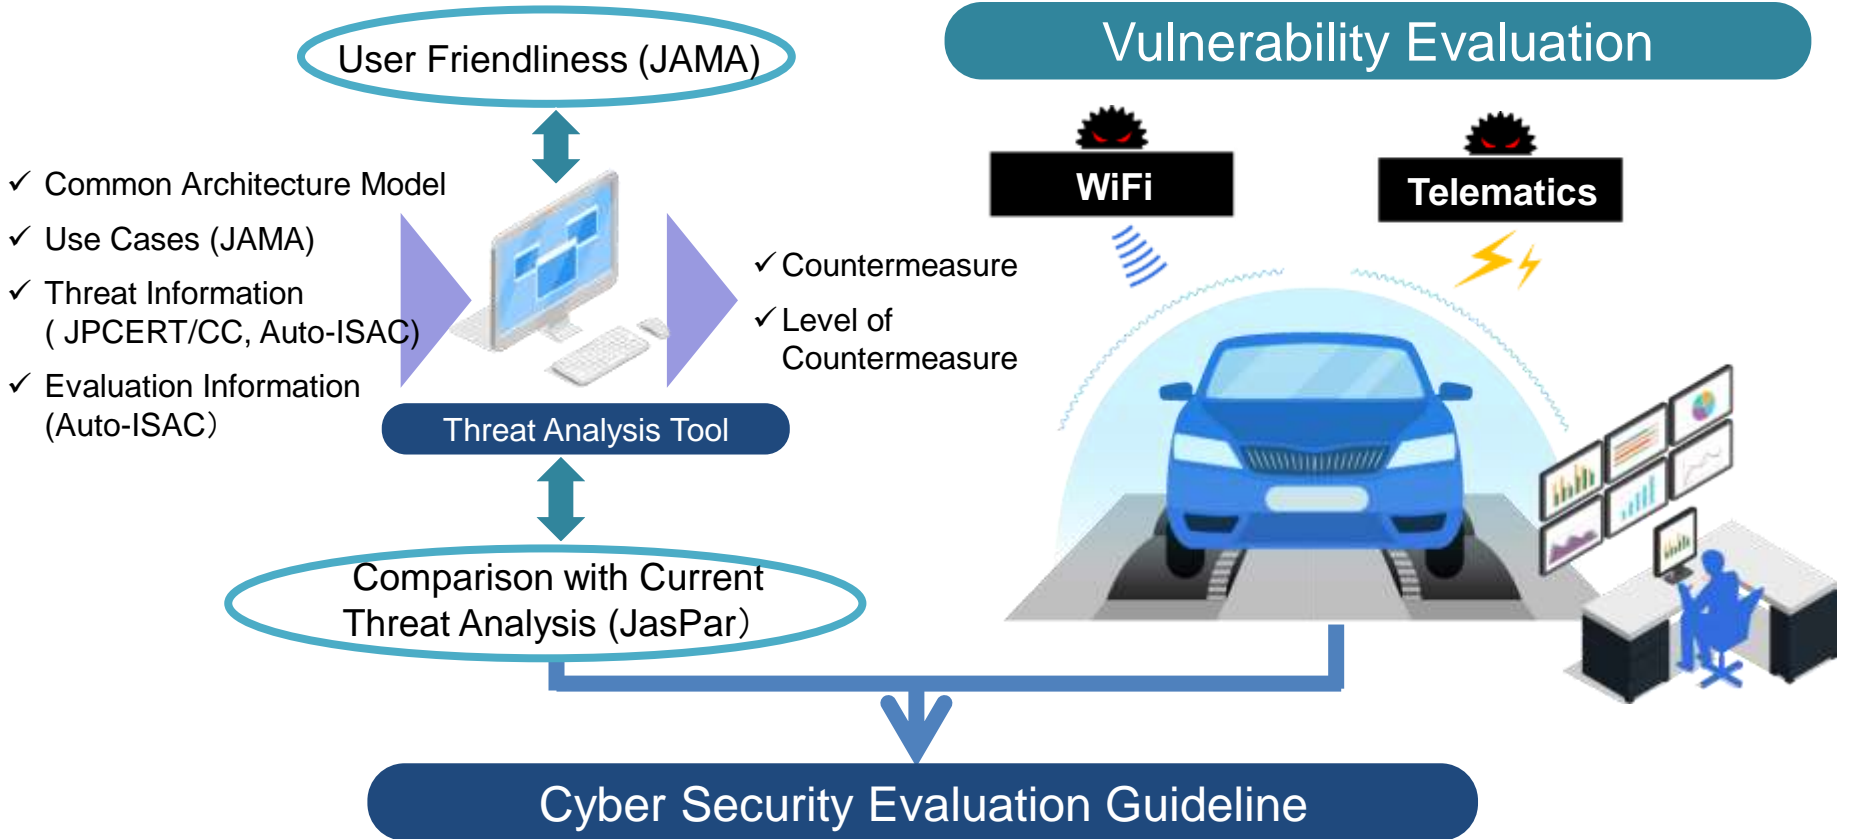 User Friendliness (JAMA)
✓ Common Architecture Model
✓ Use Cases (JAMA)
✓ Threat Information
( JPCERT/CC, Auto-ISAC)
✓ Evaluation Information
(Auto-ISAC）
✓ Countermeasure
✓ Level of
Countermeasure
Threat Analysis Tool
Comparison with Current
Threat Analysis (JasPar）
Vulnerability Evaluation
WiFi
Telematics
Cyber Security Evaluation Guideline